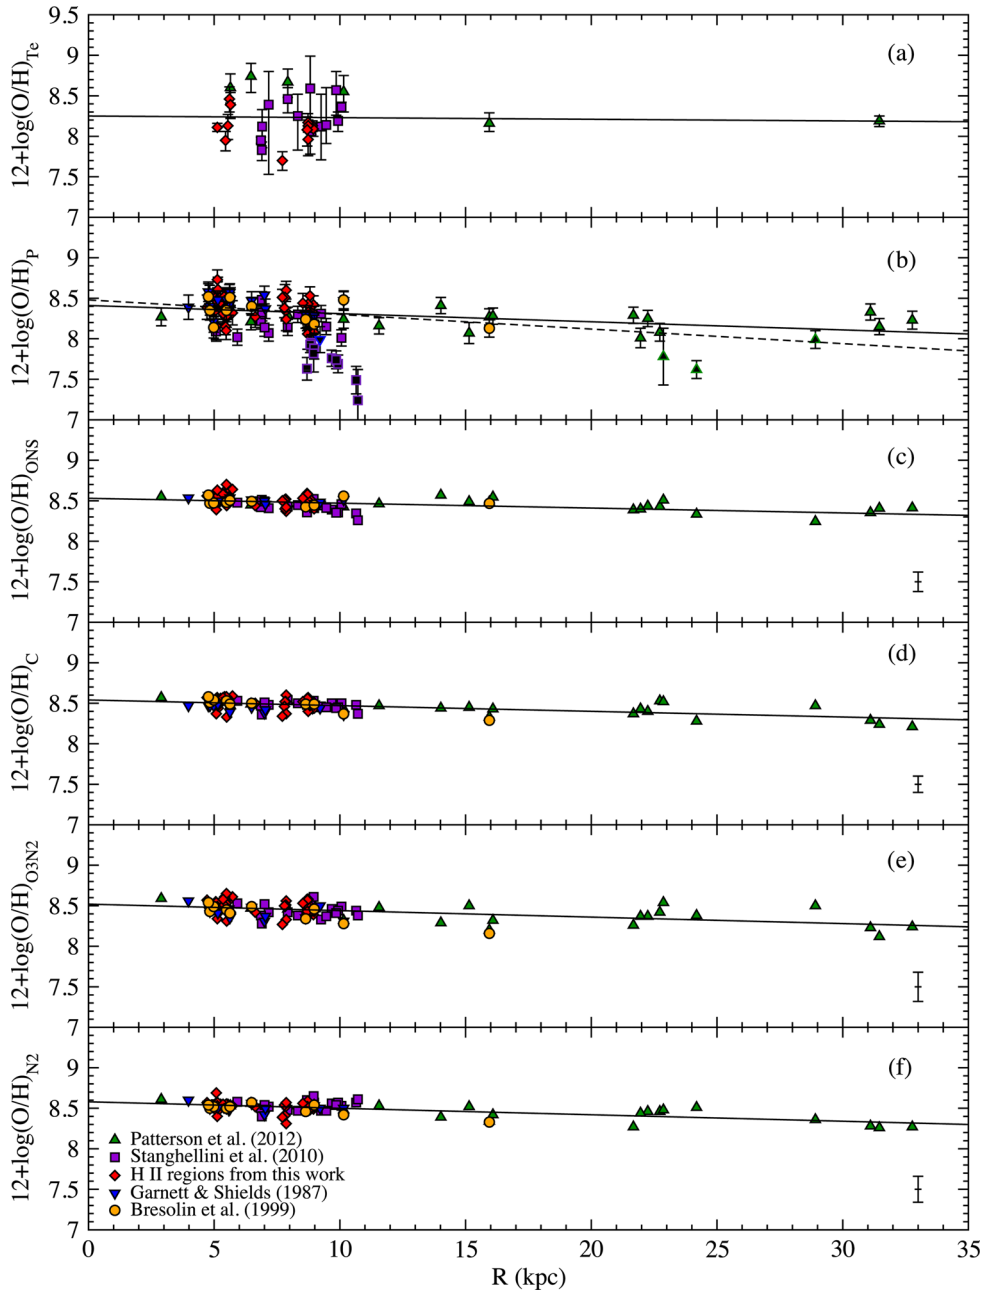 9.5
9
8.5
8
7.5
7
12+log(O/H)Te
(a)
9
8.5
8
7.5
7
12+log(O/H)P
(b)
9
8.5
8
7.5
7
12+log(O/H)ONS
(c)
9
8.5
8
7.5
7
12+log(O/H)C
(d)
9
8.5
8
7.5
7
12+log(O/H)O3N2
(e)
9
8.5
8
7.5
7
12+log(O/H)N2
(f)
Patterson et al. (2012)
Stanghellini et al. (2010)
H II regions from this work
Garnett & Shields (1987)
Bresolin et al. (1999)
0 5 10 15 20 25 30 35
R (kpc)